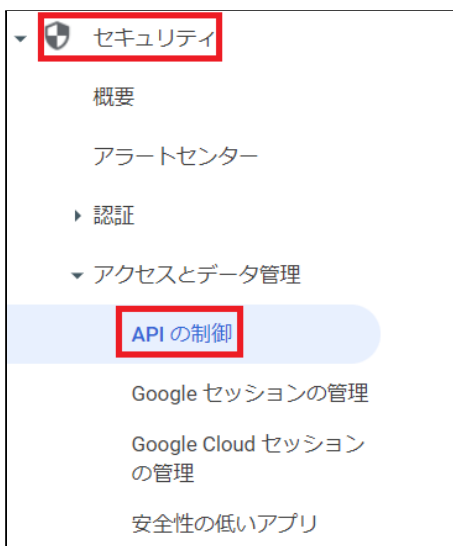 セキュリティ
概要
アラートセンター
認証
アクセスとデータ管理
API の制御
Google セッションの管理
Google Cloud セッション
の管理
安全性の低いアプリ